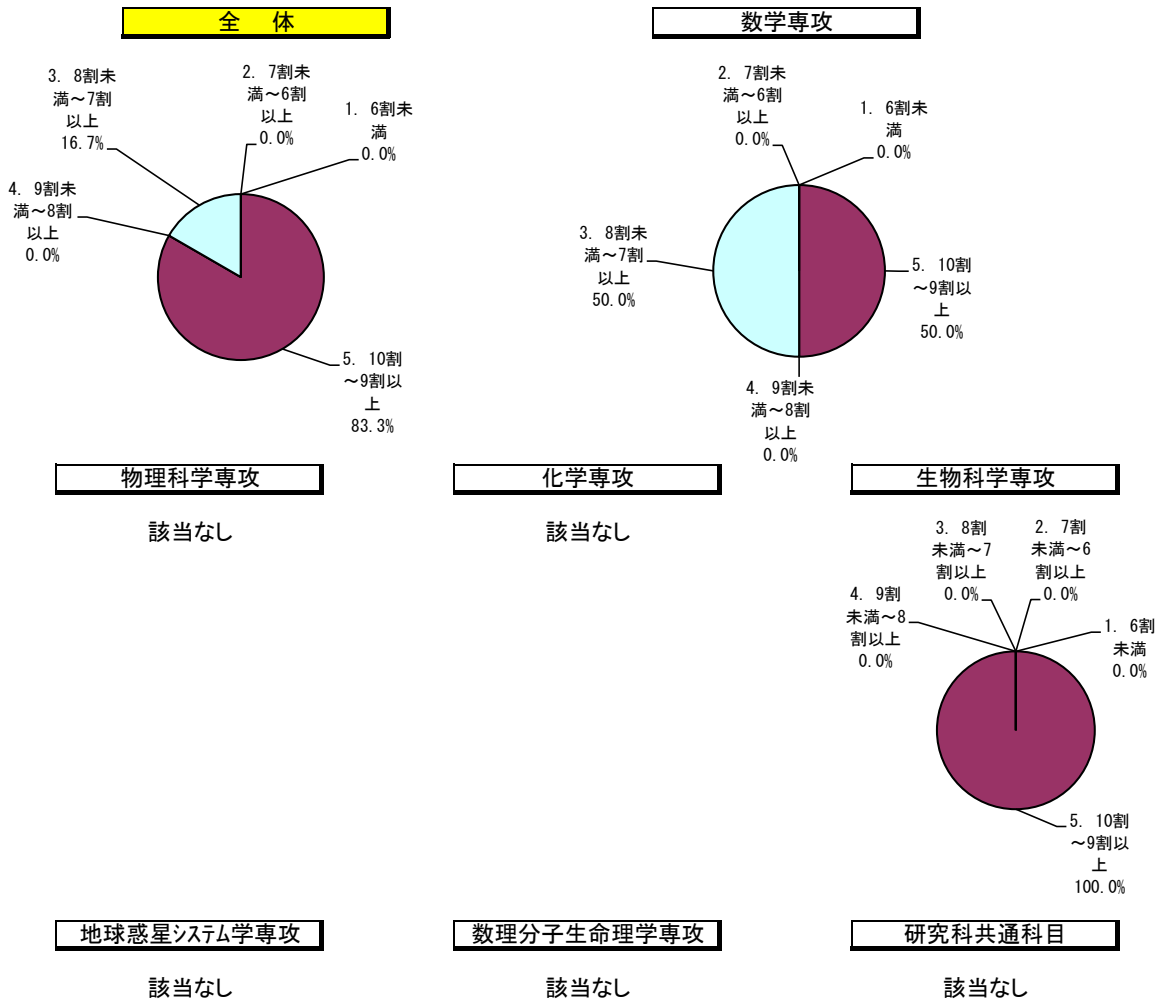 全　体
3. 8割未
満～7割
以上
16.7%
2. 7割未
満～6割
以上
0.0%
1. 6割未
満
0.0%
4. 9割未
満～8割
以上
0.0%
5. 10割
～9割以
上
83.3%
数学専攻
2. 7割未
満～6割
以上
0.0%
1. 6割未
満
0.0%
3. 8割未
満～7割
以上
50.0%
5. 10割
～9割以
上
50.0%
4. 9割未
満～8割
以上
0.0%
物理科学専攻
該当なし
化学専攻
該当なし
生物科学専攻
3. 8割
未満～7
割以上
0.0%
2. 7割
未満～6
割以上
0.0%
4. 9割
未満～8
割以上
0.0%
1. 6割
未満
0.0%
5. 10割
～9割以
上
100.0%
地球惑星ｼｽﾃﾑ学専攻
該当なし
数理分子生命理学専攻
該当なし
研究科共通科目
該当なし